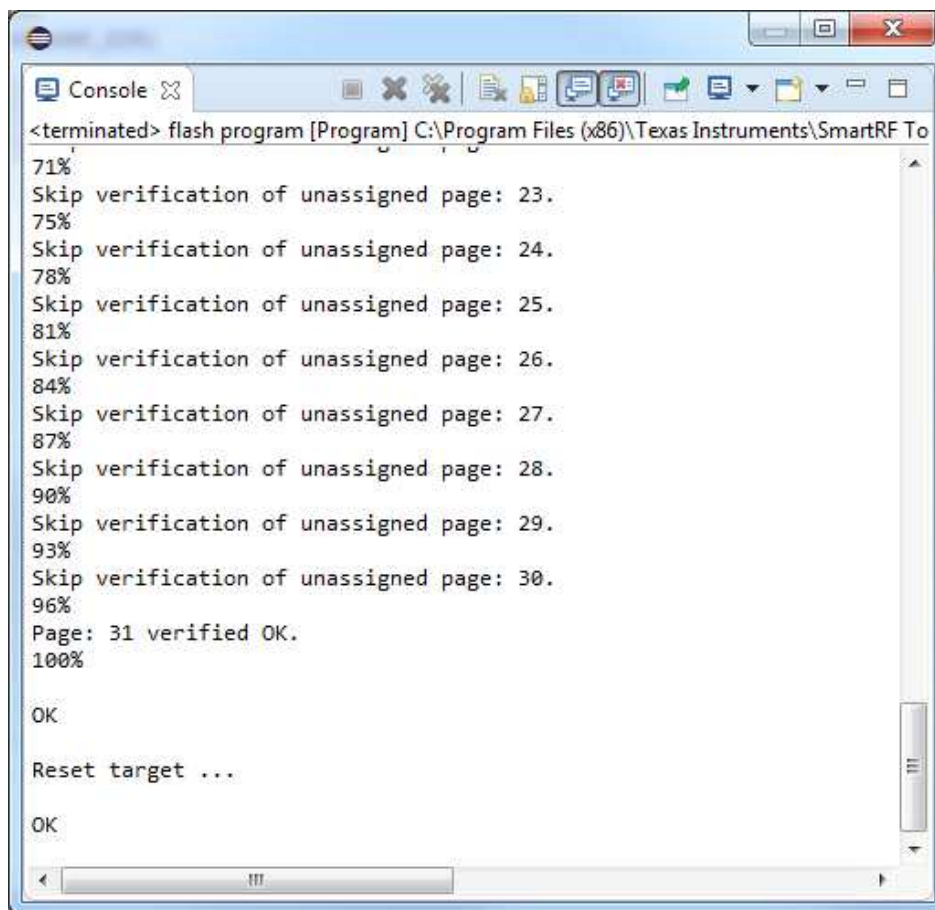 Console
<terminated> flash program [Program] C:\Program Files (x86)\Texas Instruments\SmartRF To
71%
Skip verification of unassigned page: 23.
75%
Skip verification of unassigned page: 24.
78%
Skip verification of unassigned page: 25.
81%
Skip verification of unassigned page: 26.
84%
Skip verification of unassigned page: 27.
87%
Skip verification of unassigned page: 28.
90%
Skip verification of unassigned page: 29.
93%
Skip verification of unassigned page: 30.
96%
Page: 31 verified OK.
100%
OK
Reset target ...
OK